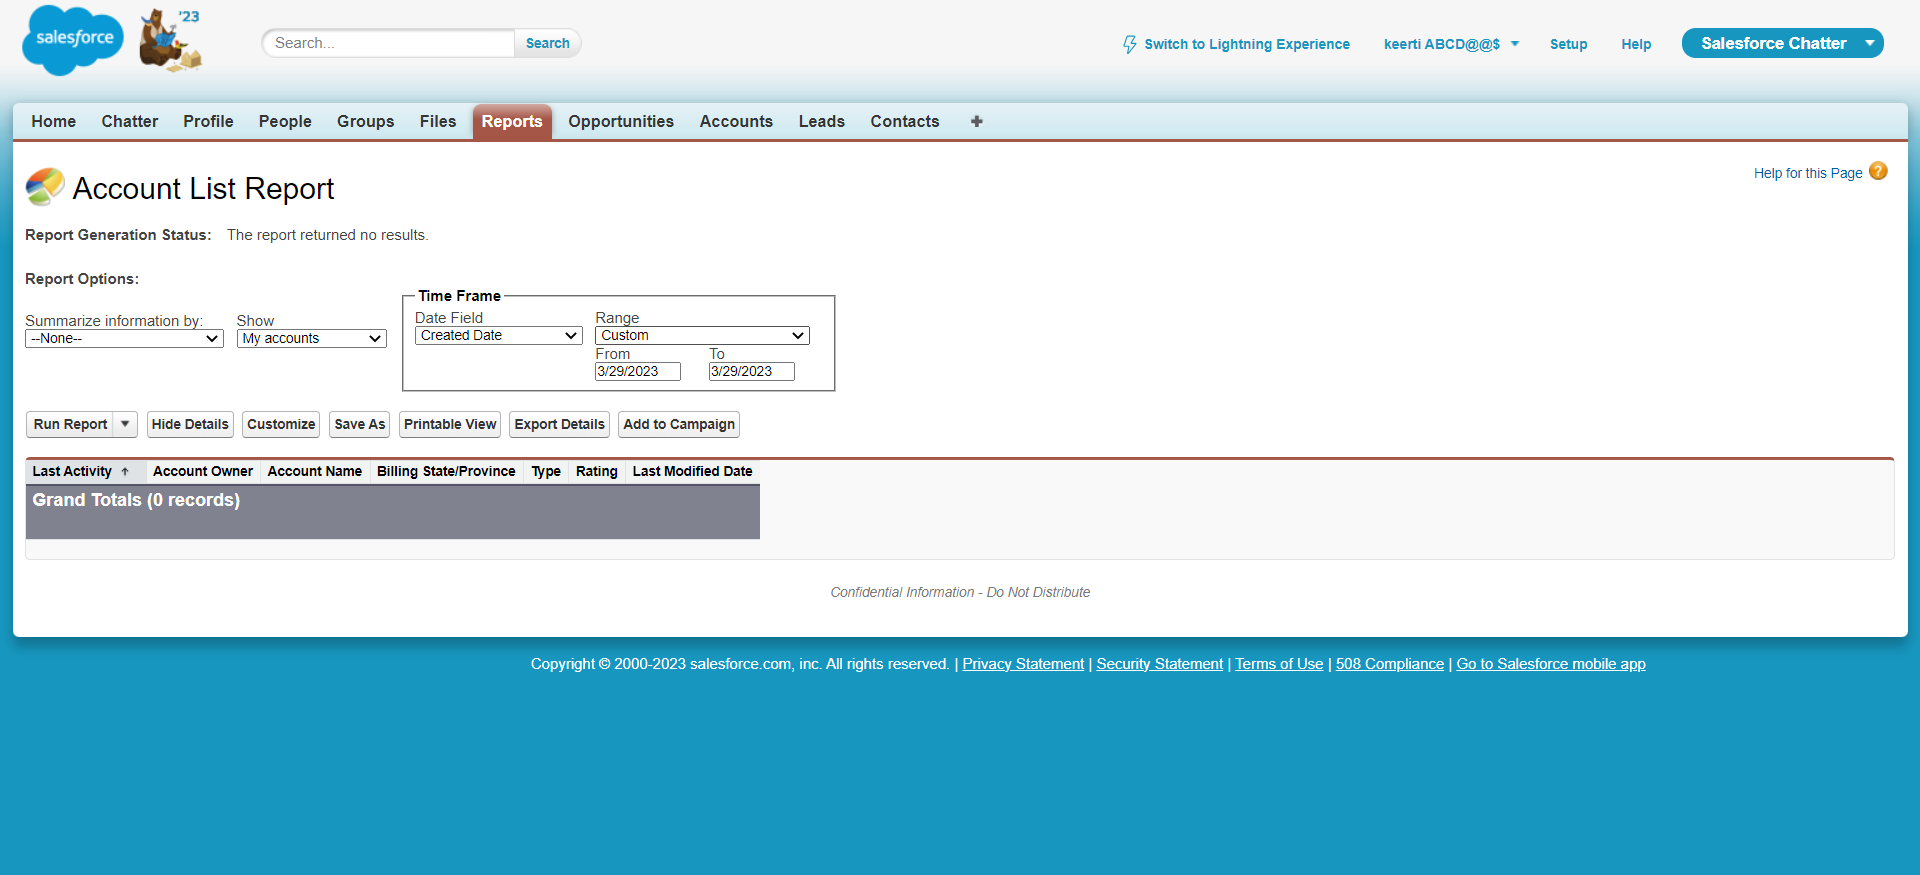 salesforce
'23
Search...
Search
Switch to Lightning Experience
keerti ABCD@@$
Setup
Help
Salesforce Chatter
Home Chatter Profile People Groups Files Reports Opportunities Accounts Leads Contacts +
Help for this Page ?
Account List Report
Report Generation Status: The report returned no results.
Report Options:
Time Frame
Summarize information by: Show Date Field Range
--None-- My accounts Created Date Custom
From To
3/29/2023 3/29/2023
Run Report Hide Details Customize Save As Printable View Export Details Add to Campaign
Last Activity Account Owner Account Name Billing State/Province Type Rating Last Modified Date
Grand Totals (0 records)
Confidential Information - Do Not Distribute
Copyright © 2000-2023 salesforce.com, inc. All rights reserved. | Privacy Statement | Security Statement | Terms of Use | 508 Compliance | Go to Salesforce mobile app